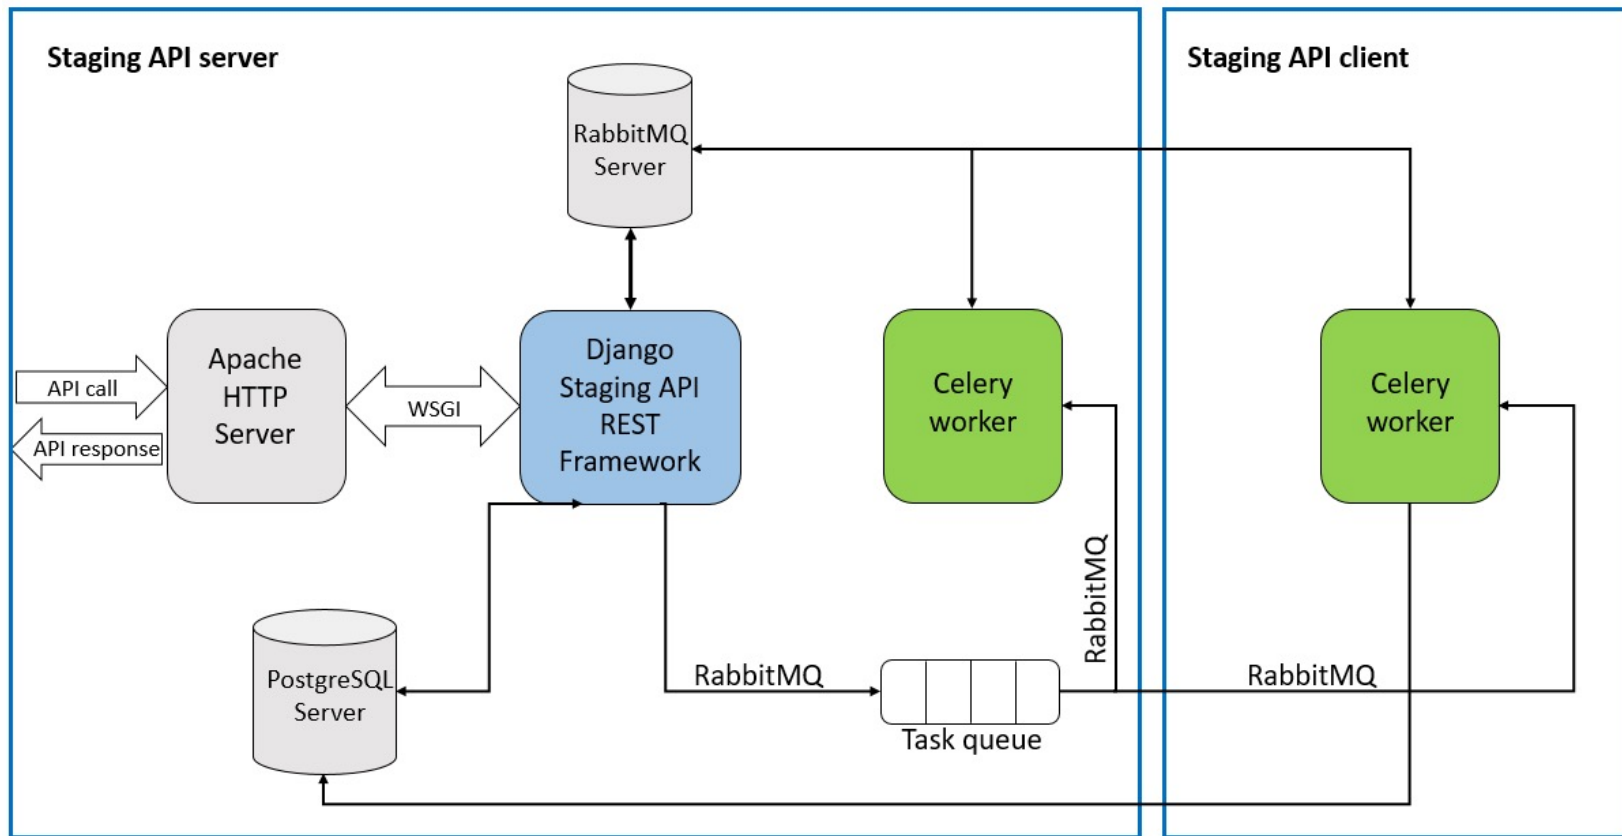 Staging API server
Staging API client
RabbitMQ
Server
Apache
HTTP
Server
API call
API response
WSGI
Django
Staging API
REST
Framework
Celery
worker
Celery
worker
PostgreSQL
Server
RabbitMQ
Task queue
RabbitMQ
RabbitMQ